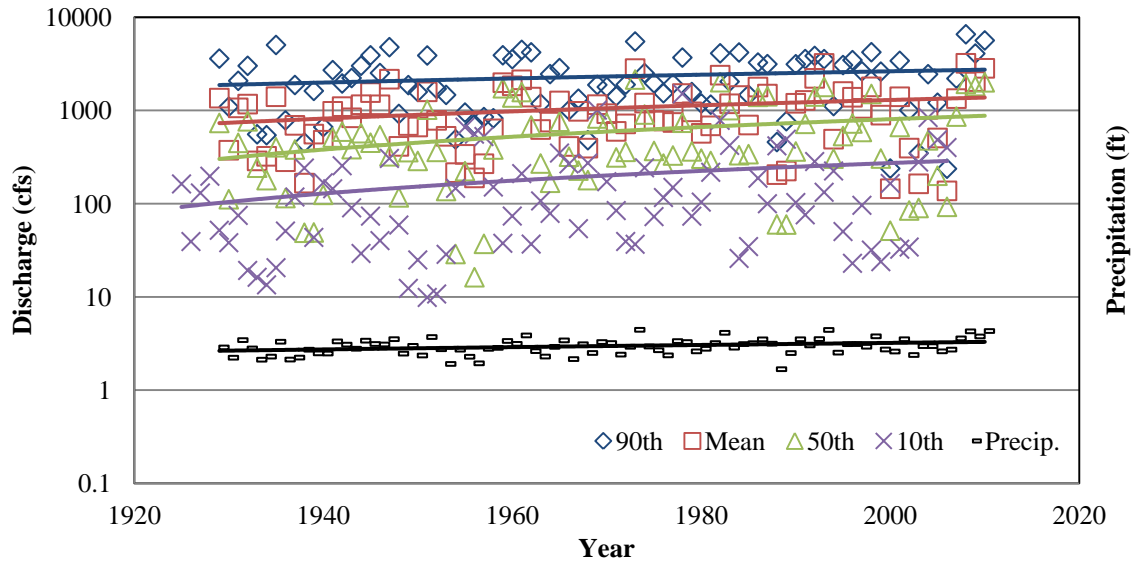 10000
1000
100
10
1
0.1
Discharge (cfs)
Precipitation (ft)
90th Mean 50th 10th Precip.
1920 1940 1960 1980 2000 2020
Year